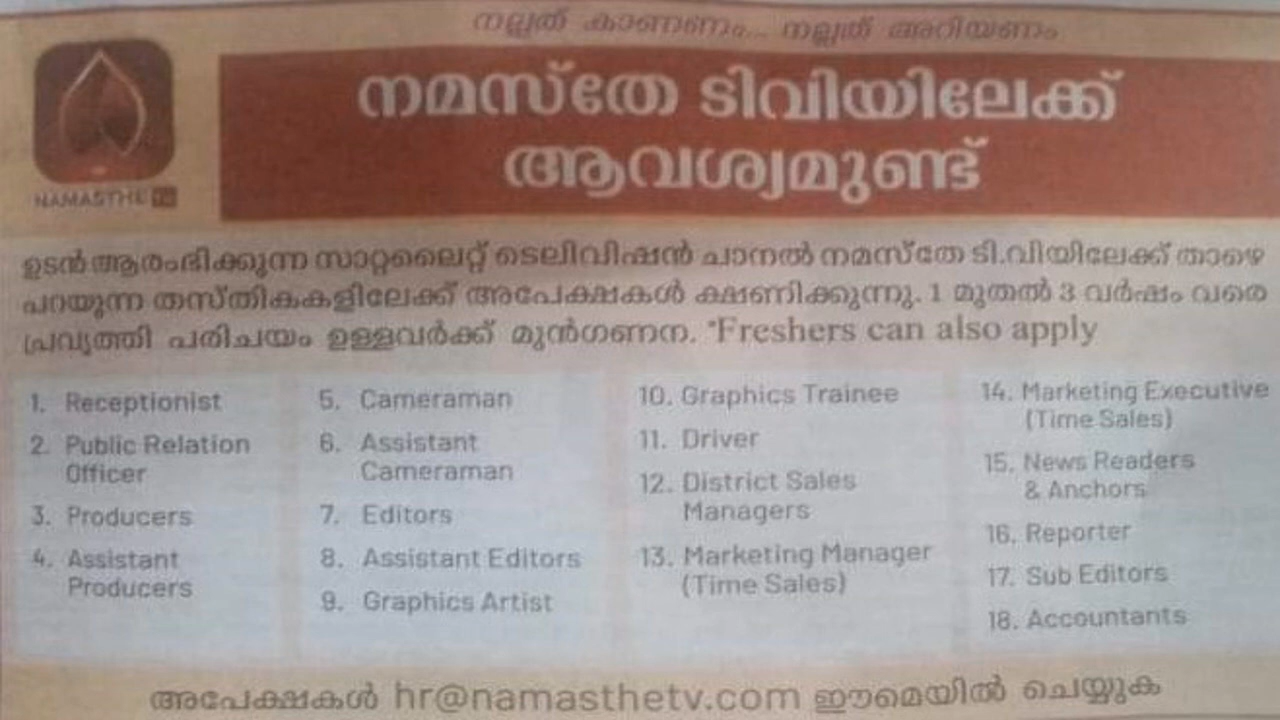 നല്ലത് കാണണം... നല്ലത് അറിയണം
NAMASTHE TV
നമസ്തേ ടിവിയിലേക്ക്
ആവശ്യമുണ്ട്
ഉടൻ ആരംഭിക്കുന്ന സാറ്റലൈറ്റ് ടെലിവിഷൻ ചാനൽ നമസ്തേ ടി.വിയിലേക്ക് താഴെ
പറയുന്ന തസ്തികകളിലേക്ക് അപേക്ഷകൾ ക്ഷണിക്കുന്നു. 1 മുതൽ 3 വർഷം വരെ
പ്രവൃത്തി പരിചയം ഉള്ളവർക്ക് മുൻഗണന. *Freshers can also apply
1. Receptionist
2. Public Relation
Officer
3. Producers
4. Assistant
Producers
5. Cameraman
6. Assistant
Cameraman
7. Editors
8. Assistant Editors
9. Graphics Artist
10. Graphics Trainee
11. Driver
12. District Sales
Managers
13. Marketing Manager
(Time Sales)
14. Marketing Executive
(Time Sales)
15. News Readers
& Anchors
16. Reporter
17. Sub Editors
18. Accountants
അപേക്ഷകൾ hr@namasthetv.com ഈമെയിൽ ചെയ്യുക